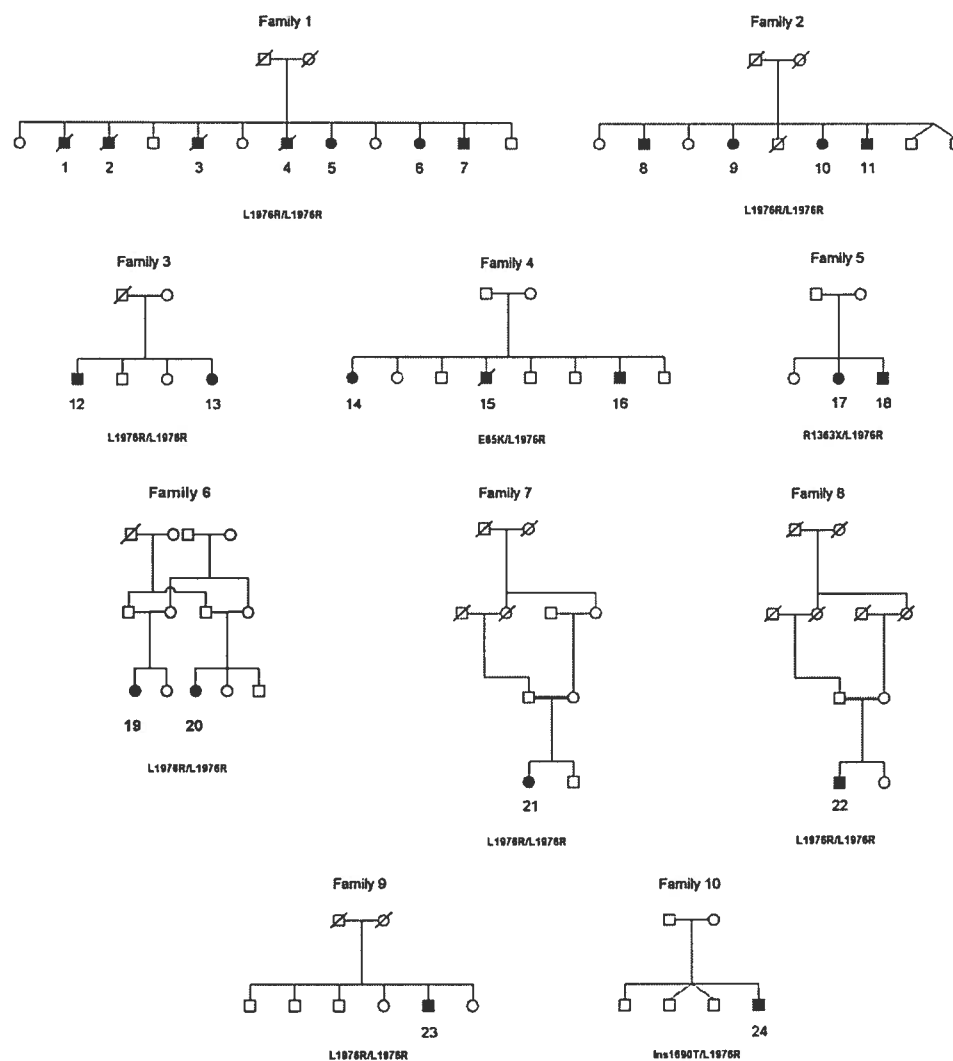 Family 1
Family 2
1 2 3 4 5 6 7
8 9 10 11
L1976R/L1976R
L1976R/L1976R
Family 3
Family 4
Family 5
12 13
14 15 16
17 18
L1976R/L1976R
E65K/L1976R
R1363X/L1976R
Family 6
Family 7
Family 8
19 20
21
22
L1976R/L1976R
L1976R/L1976R
L1976R/L1976R
Family 9
Family 10
23
24
L1976R/L1976R
Ins1690T/L1976R